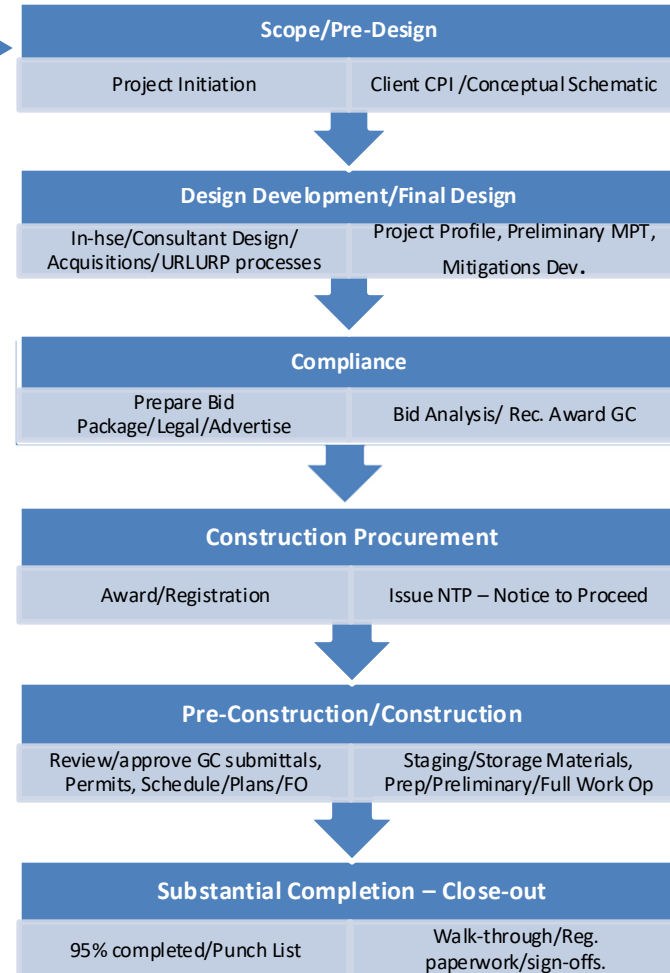 Scope/Pre-Design
Project Initiation
Client CPI /Conceptual Schematic
Design Development/Final Design
In-hse/Consultant Design/
Acquisitions/URLURP processes
Project Profile, Preliminary MPT,
Mitigations Dev.
Compliance
Prepare Bid
Package/Legal/Advertise
Bid Analysis/ Rec. Award GC
Construction Procurement
Award/Registration
Issue NTP – Notice to Proceed
Pre-Construction/Construction
Review/approve GC submittals,
Permits, Schedule/Plans/FO
Staging/Storage Materials,
Prep/Preliminary/Full Work Op
Substantial Completion – Close-out
95% completed/Punch List
Walk-through/Reg.
paperwork/sign-offs.